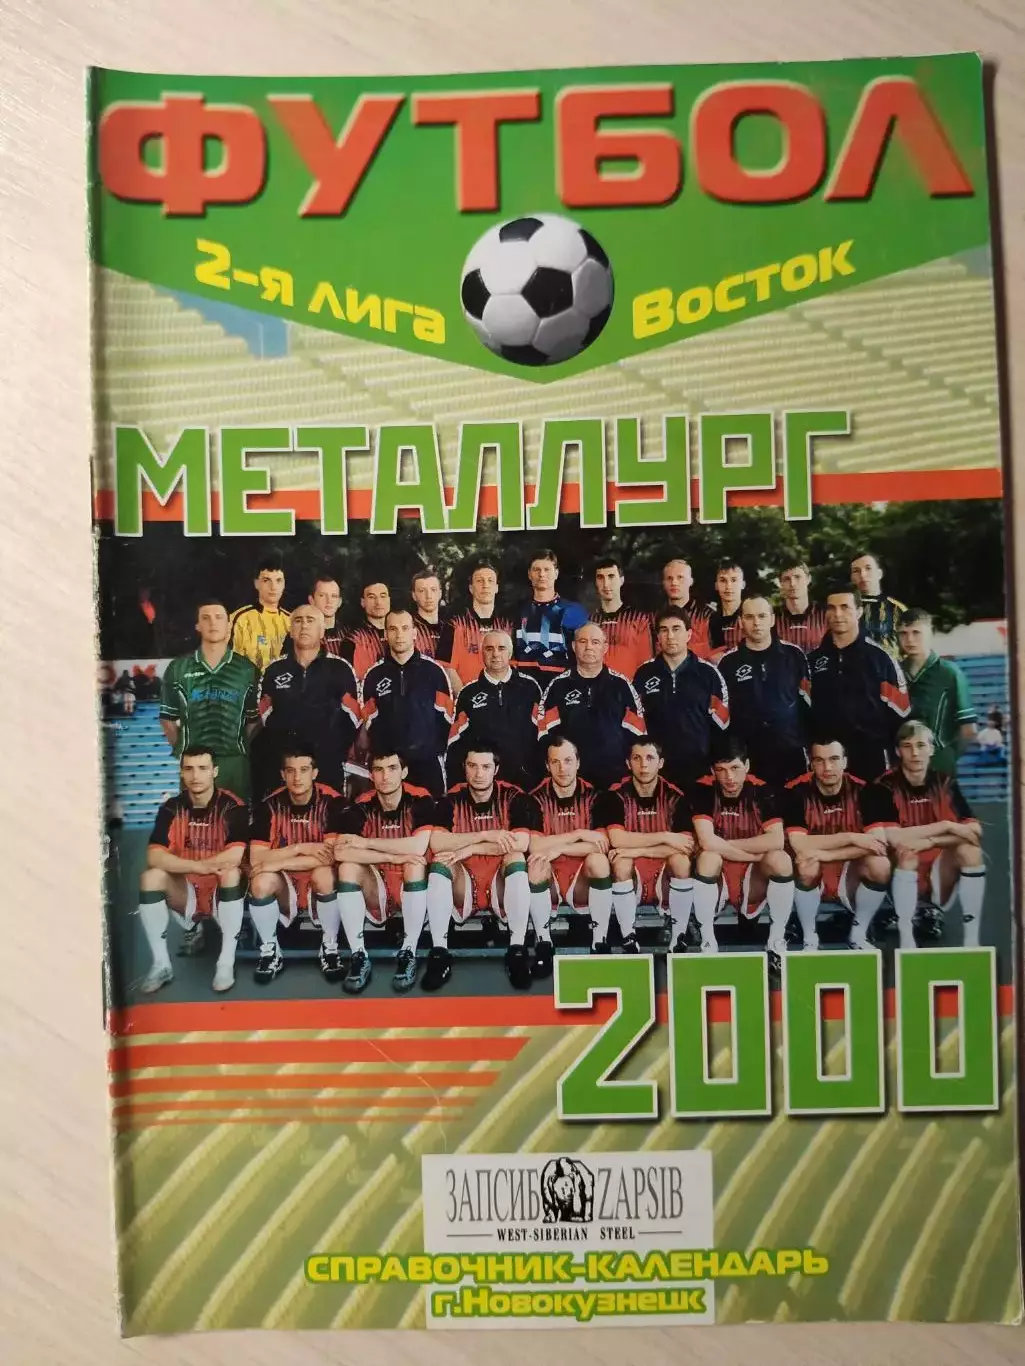 ФУТБОЛ
2-я лига Восток
МЕТАЛЛУРГ
2000
ЗАПСИБ ZAPSIB
WEST-SIBERIAN STEEL
СПРАВОЧНИК-КАЛЕНДАРЬ
г.Новокузнецк